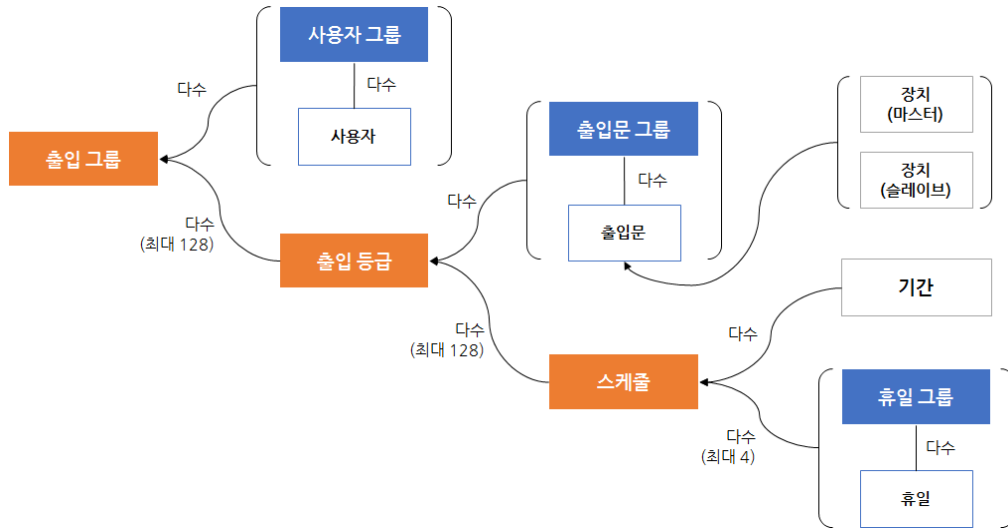 사용자 그룹
다수
사용자
다수
출입 그룹
다수
(최대 128)
출입 등급
출입문 그룹
다수
출입문
다수
장치
(마스터)
장치
(슬레이브)
다수
(최대 128)
스케줄
기간
다수
휴일 그룹
다수
휴일
다수
(최대 4)